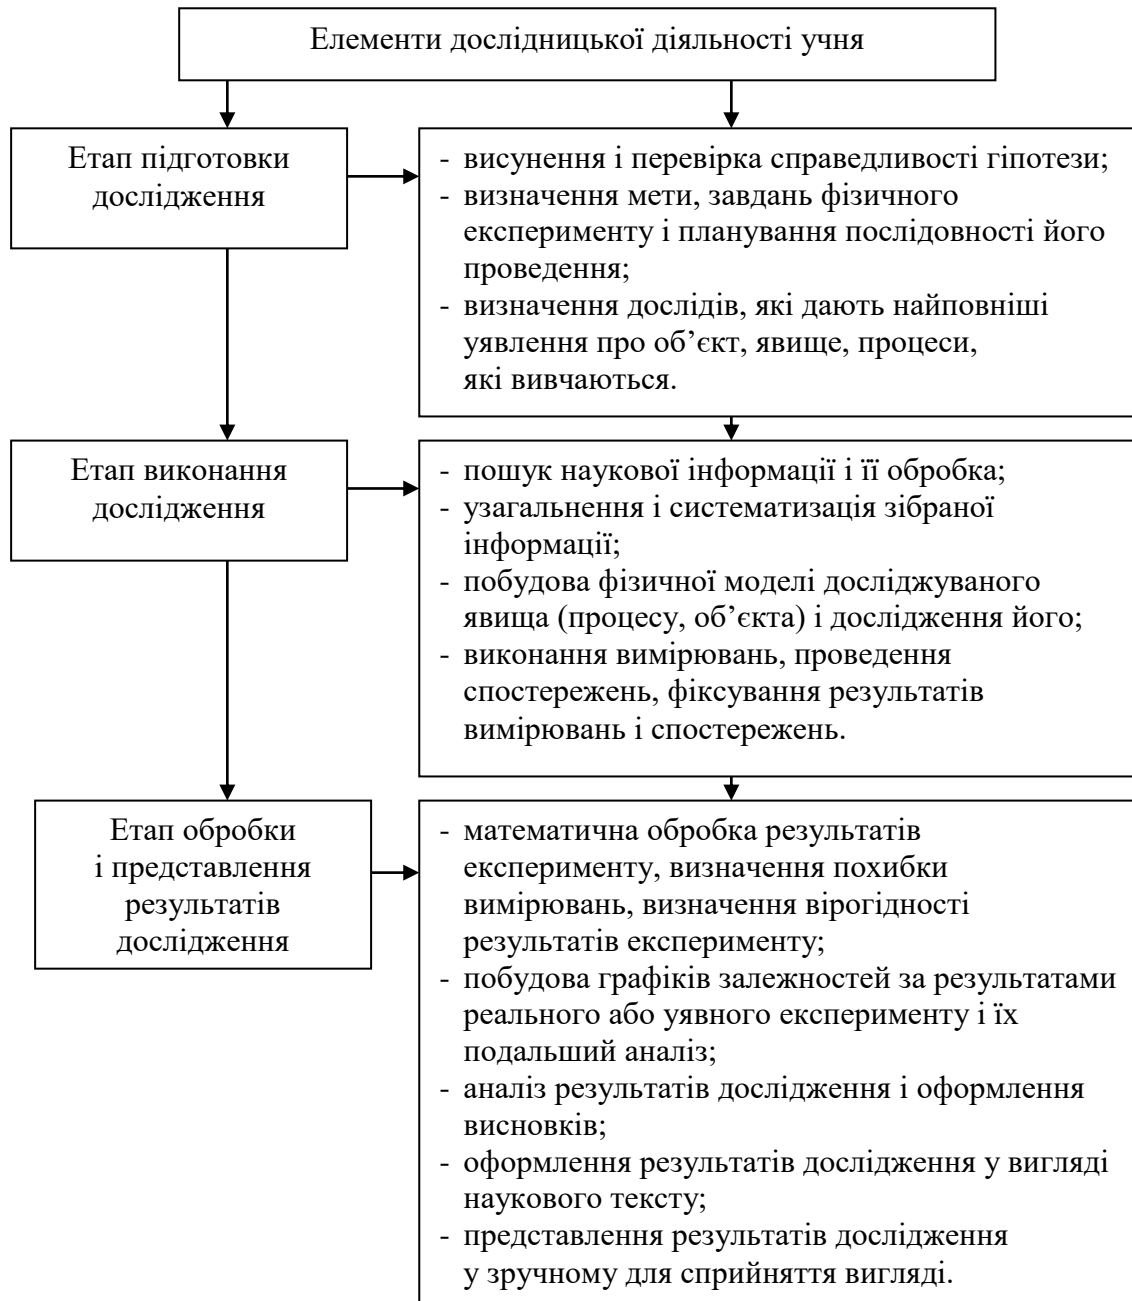 Елементи дослідницької діяльності учня
Етап підготовки
дослідження
- висунення і перевірка справедливості гіпотези;
- визначення мети, завдань фізичного
експерименту і планування послідовності його
проведення;
- визначення дослідів, які дають найповніші
уявлення про об’єкт, явище, процеси,
які вивчаються.
Етап виконання
дослідження
- пошук наукової інформації і її обробка;
- узагальнення і систематизація зібраної
інформації;
- побудова фізичної моделі досліджуваного
явища (процесу, об’єкта) і дослідження його;
- виконання вимірювань, проведення
спостережень, фіксування результатів
вимірювань і спостережень.
Етап обробки
і представлення
результатів
дослідження
- математична обробка результатів
експерименту, визначення похибки
вимірювань, визначення вірогідності
результатів експерименту;
- побудова графіків залежностей за результатами
реального або уявного експерименту і їх
подальший аналіз;
- аналіз результатів дослідження і оформлення
висновків;
- оформлення результатів дослідження у вигляді
наукового тексту;
- представлення результатів дослідження
у зручному для сприйняття вигляді.